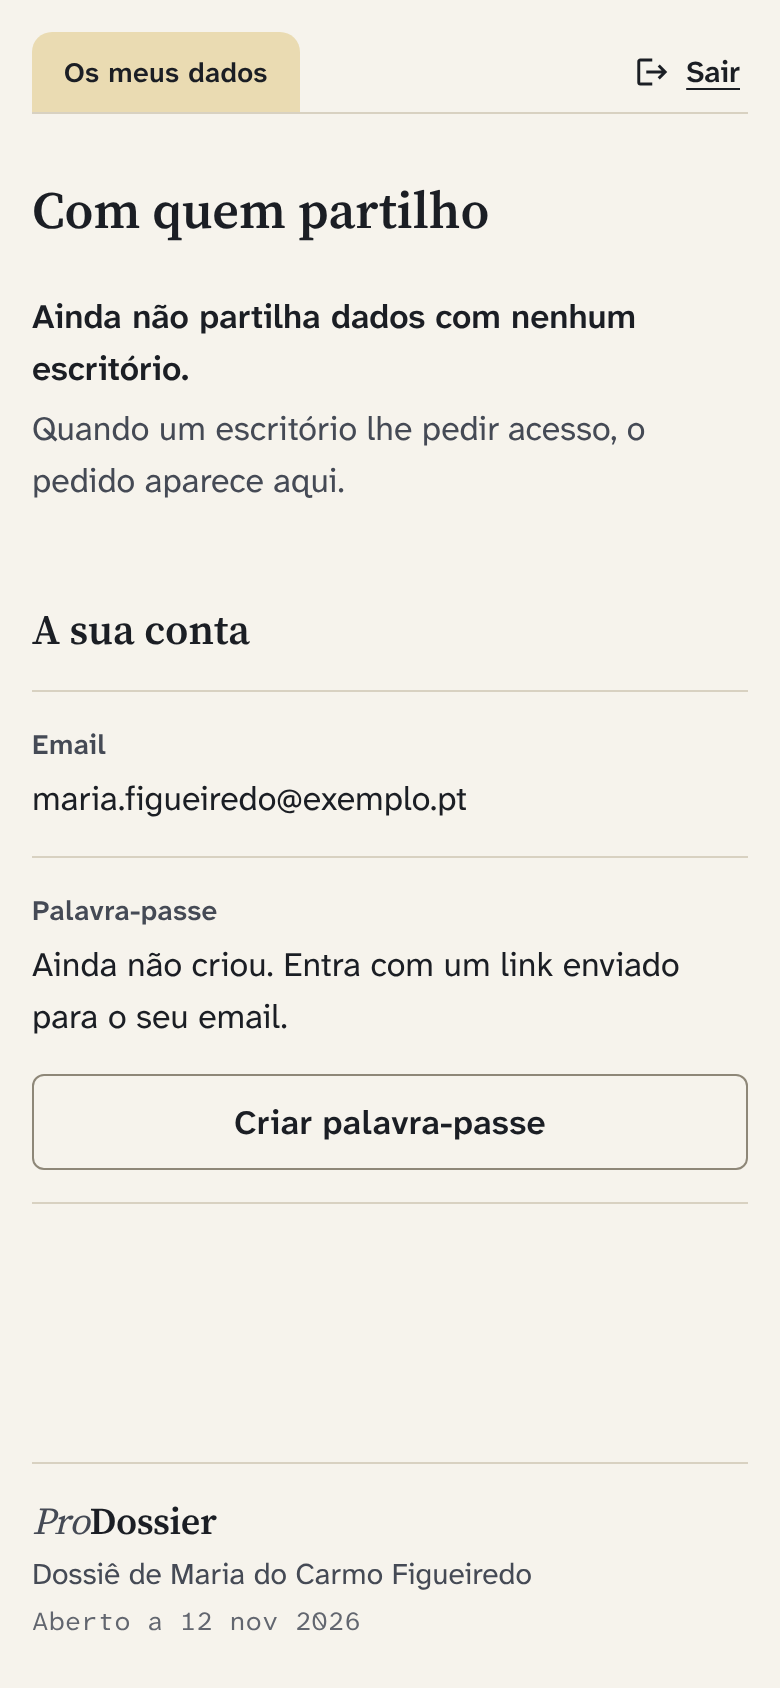 Os meus dados
Sair
Com quem partilho
Ainda não partilha dados com nenhum
escritório.
Quando um escritório lhe pedir acesso, o
pedido aparece aqui.
A sua conta
Email
maria.figueiredo@exemplo.pt
Palavra-passe
Ainda não criou. Entra com um link enviado
para o seu email.
Criar palavra-passe
ProDossier
Dossiê de Maria do Carmo Figueiredo
Aberto a 12 nov 2026